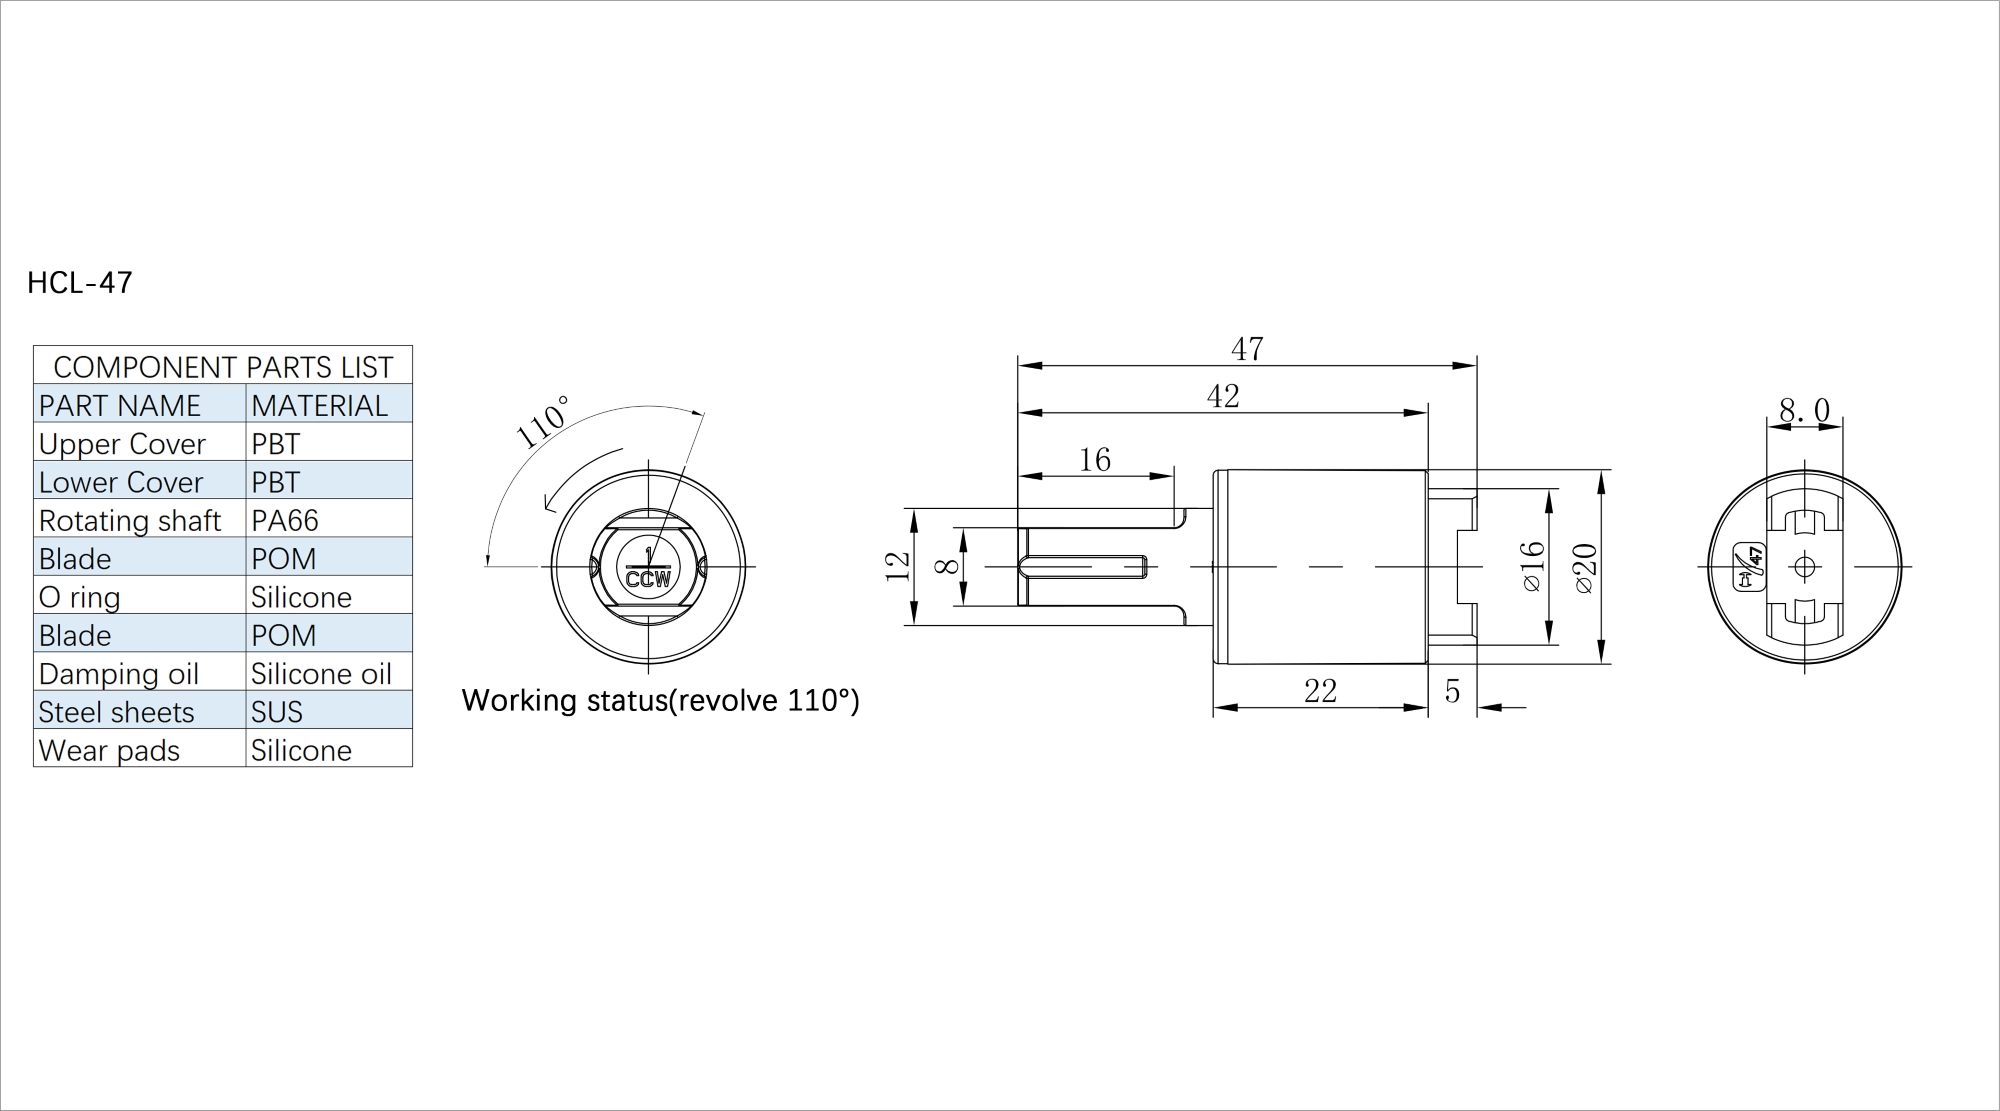 HCL-47
COMPONENT PARTS LIST
PART NAME MATERIAL
Upper Cover PBT
Lower Cover PBT
Rotating shaft PA66
Blade POM
O ring Silicone
Blade POM
Damping oil Silicone oil
Steel sheets SUS
Wear pads Silicone
110°
1
CCW
Working status(revolve 110°)
47
42
16
12
8
22
5
⌀16
⌀20
8.0
H 47